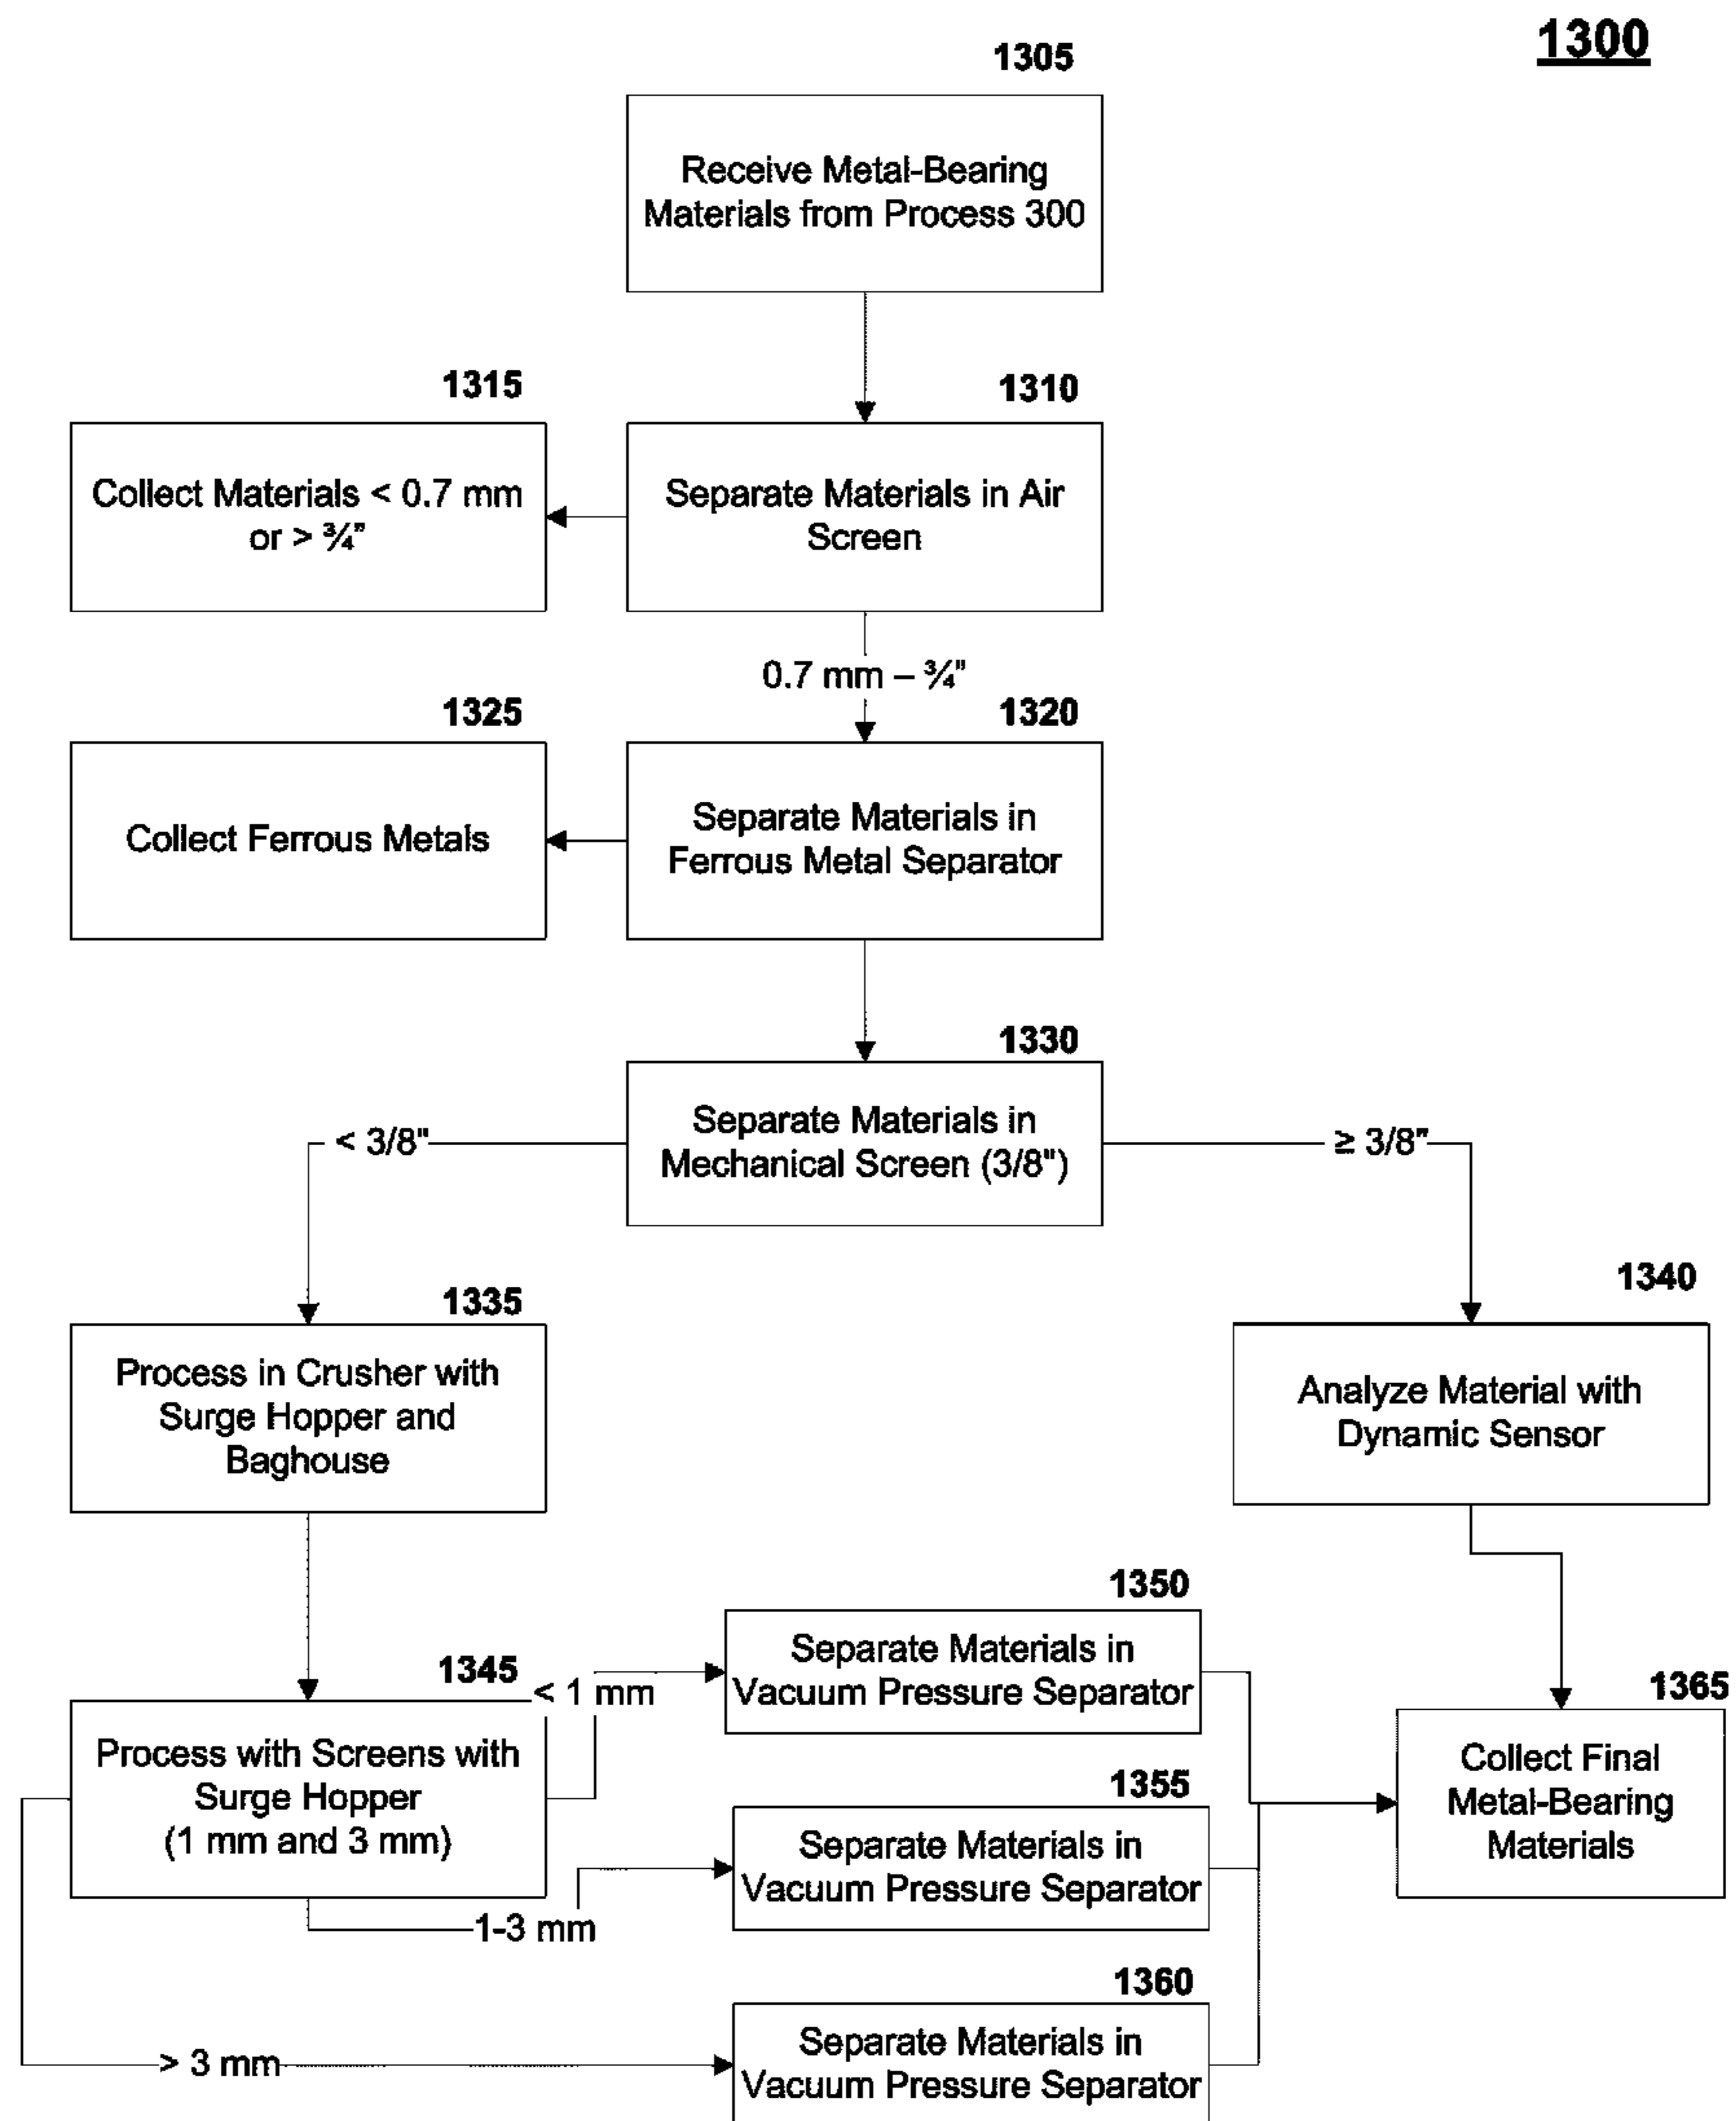 1300
1305
Receive Metal-Bearing
Materials from Process 300
1315
1310
Collect Materials < 0.7 mm
or > ¾”
Separate Materials in Air
Screen
0.7 mm – ¾”
1325
1320
Collect Ferrous Metals
Separate Materials in
Ferrous Metal Separator
1330
Separate Materials in
Mechanical Screen (3/8")
< 3/8"
≥ 3/8"
1335
1340
Process in Crusher with
Surge Hopper and
Baghouse
Analyze Material with
Dynamic Sensor
1345
Process with Screens with
Surge Hopper
(1 mm and 3 mm)
< 1 mm
1350
Separate Materials in
Vacuum Pressure Separator
1-3 mm
1355
Separate Materials in
Vacuum Pressure Separator
> 3 mm
1360
Separate Materials in
Vacuum Pressure Separator
1365
Collect Final
Metal-Bearing
Materials